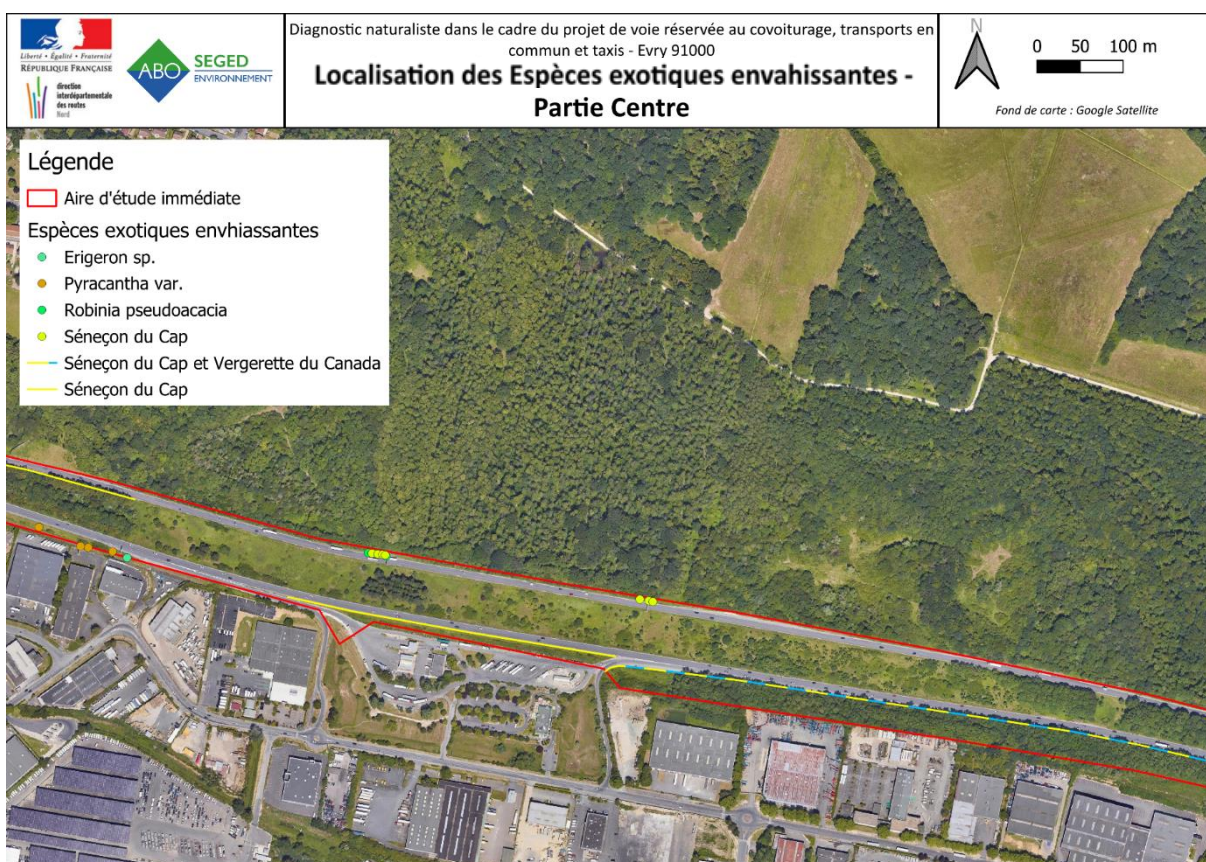 Liberté • Égalité • Fraternité
RÉPUBLIQUE FRANÇAISE
direction
interdépartementale
des routes
Nord
ABO
SEGED
ENVIRONNEMENT
Diagnostic naturaliste dans le cadre du projet de voie réservée au covoiturage, transports en
commun et taxis - Evry 91000
Localisation des Espèces exotiques envahissantes -
Partie Centre
N
0 50 100 m
Fond de carte : Google Satellite
Légende
Aire d'étude immédiate
Espèces exotiques envhiassantes
Erigeron sp.
Pyracantha var.
Robinia pseudoacacia
Séneçon du Cap
Séneçon du Cap et Vergerette du Canada
Séneçon du Cap